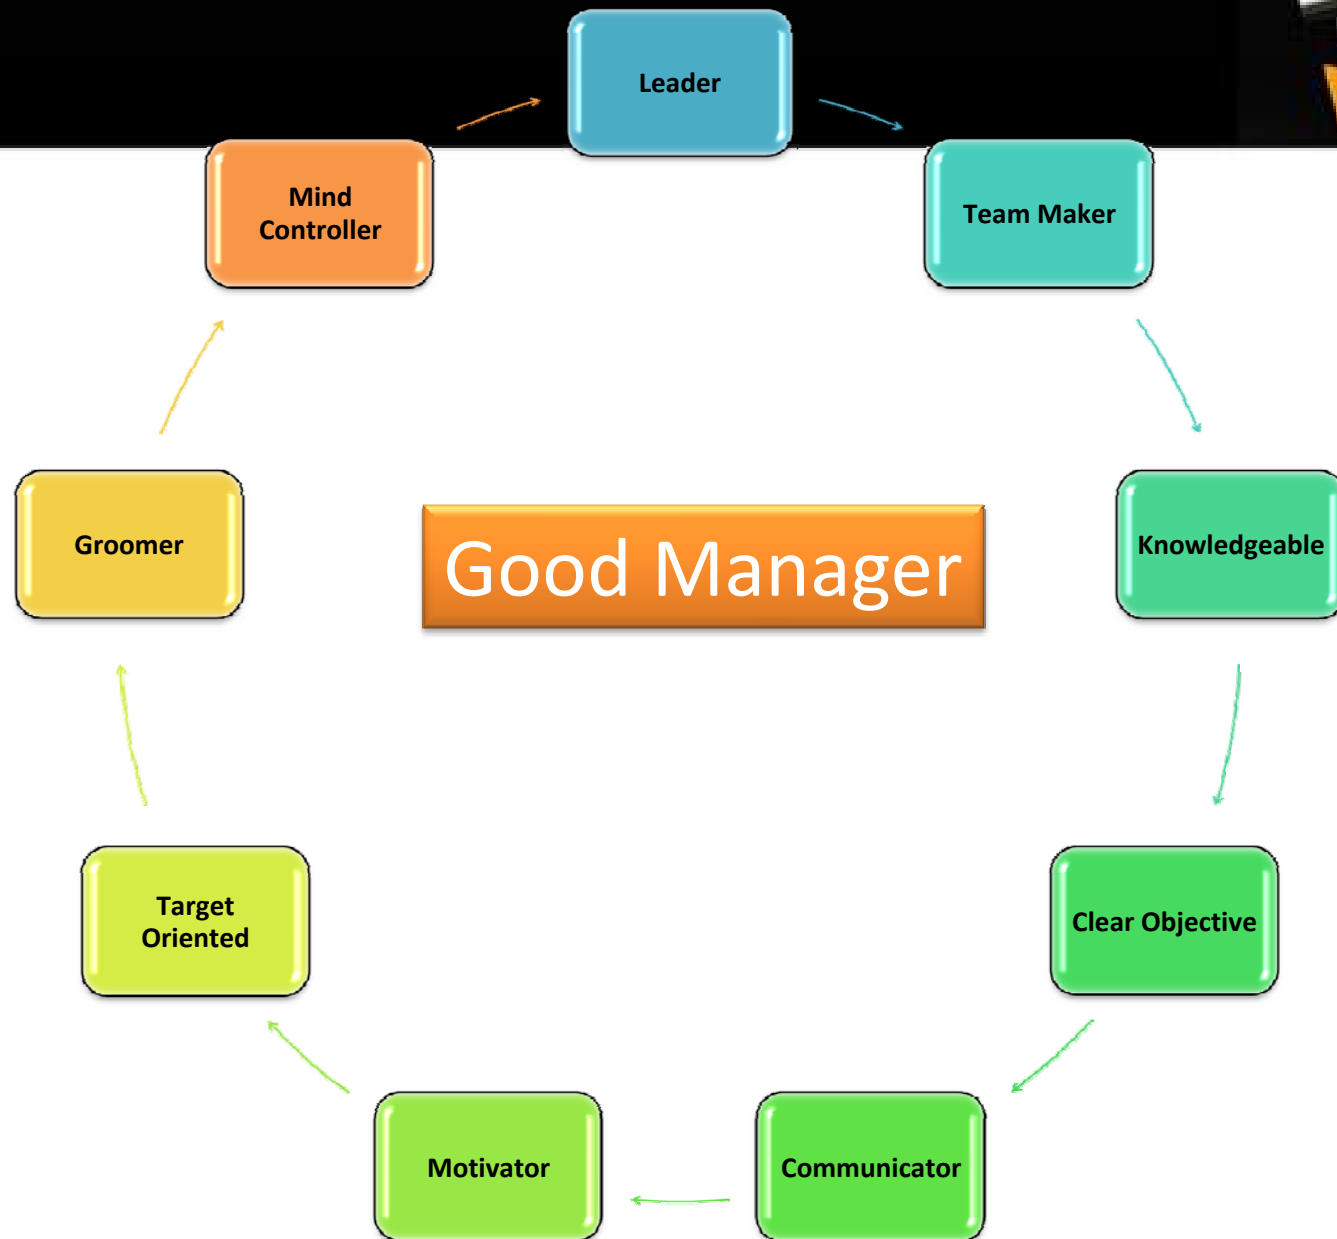 Leader
Team Maker
Knowledgeable
Clear Objective
Communicator
Motivator
Target
Oriented
Groomer
Mind
Controller
Good Manager